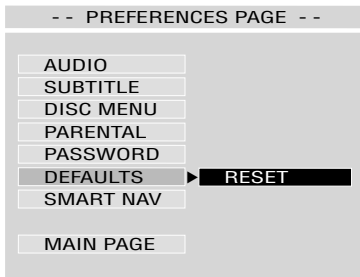 - - PREFERENCES PAGE - -
AUDIO
SUBTITLE
DISC MENU
PARENTAL
PASSWORD
DEFAULTS RESET
SMART NAV
MAIN PAGE